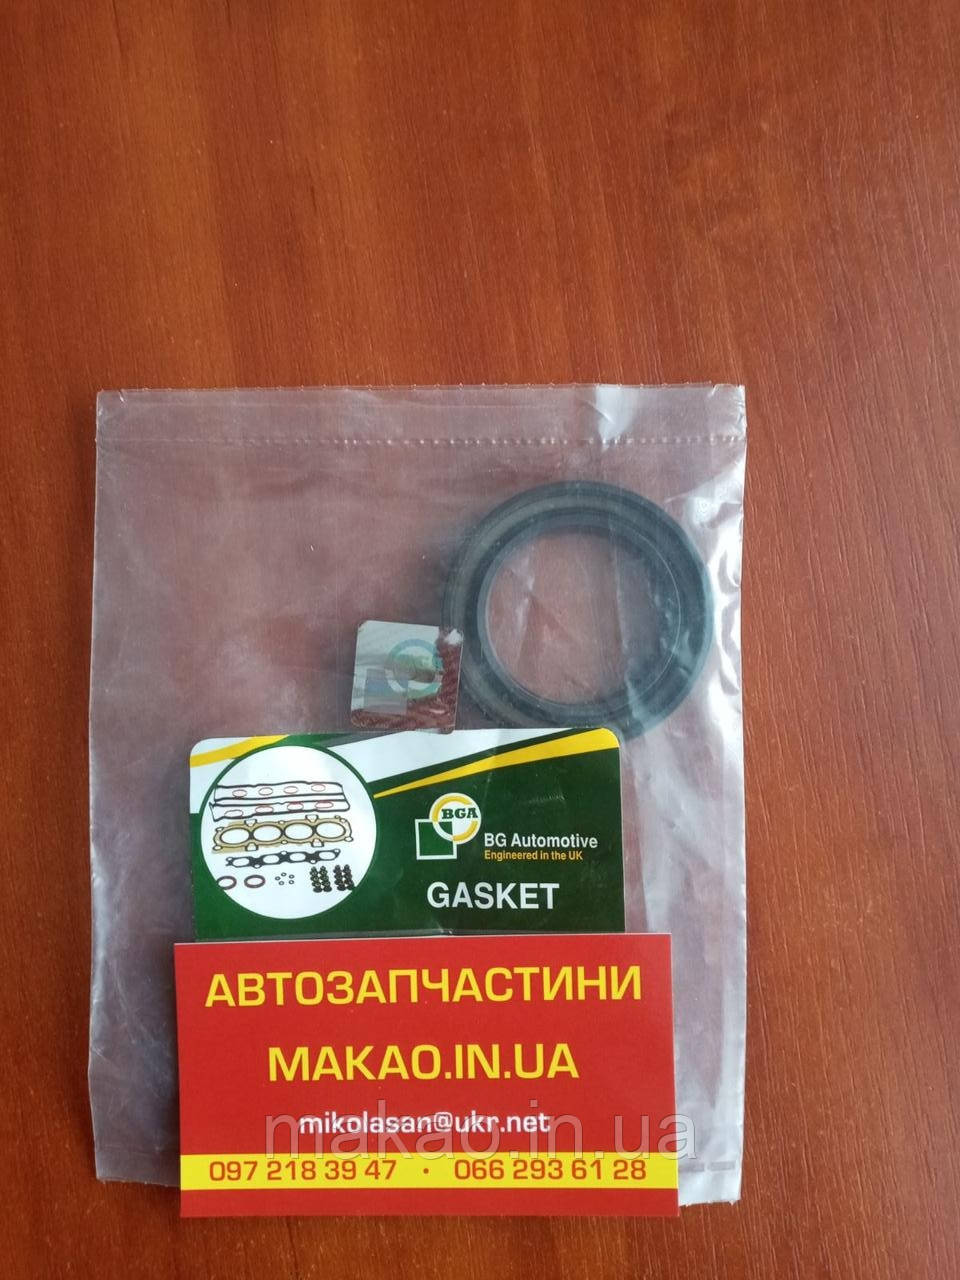 BGA
BG Automotive
Engineered in the UK
GASKET
АВТОЗАПЧАСТИНИ
MAKAO.IN.UA
mikolasan@ukr.net
makao.in.ua
097 218 39 47 • 066 293 61 28